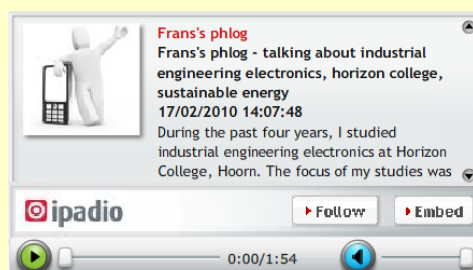 Frans's phlog
Frans's phlog - talking about industrial
engineering electronics, horizon college,
sustainable energy
17/02/2010 14:07:48
During the past four years, I studied
industrial engineering electronics at Horizon
College, Hoorn. The focus of my studies was
ipadio
Follow
Embed
0:00/1:54